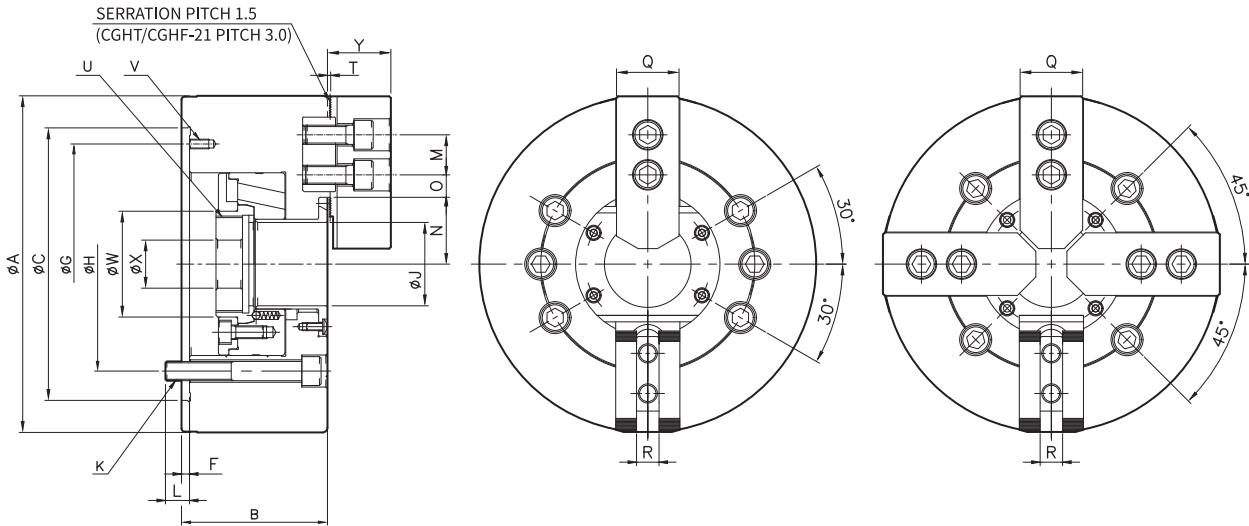 SERRATION PITCH 1.5
(CGHT/CGHF-21 PITCH 3.0)
Y
T
U
V
M
O
N
øA
øC
øG
øH
øW
øX
øJ
K
F
L
B
Q
30°
30°
R
Q
45°
45°
R